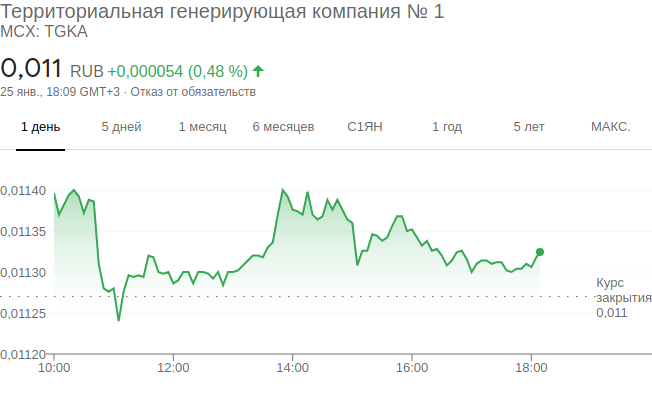 Территориальная генерирующая компания № 1
MCX: TGKA
0,011 RUB +0,000054 (0,48 %)
25 янв., 18:09 GMT+3 · Отказ от обязательств
1 день 5 дней 1 месяц 6 месяцев С1ЯН 1 год 5 лет МАКС.
0,01140
0,01135
0,01130
0,01125
0,01120
Курс
закрытия
0,011
10:00 12:00 14:00 16:00 18:00